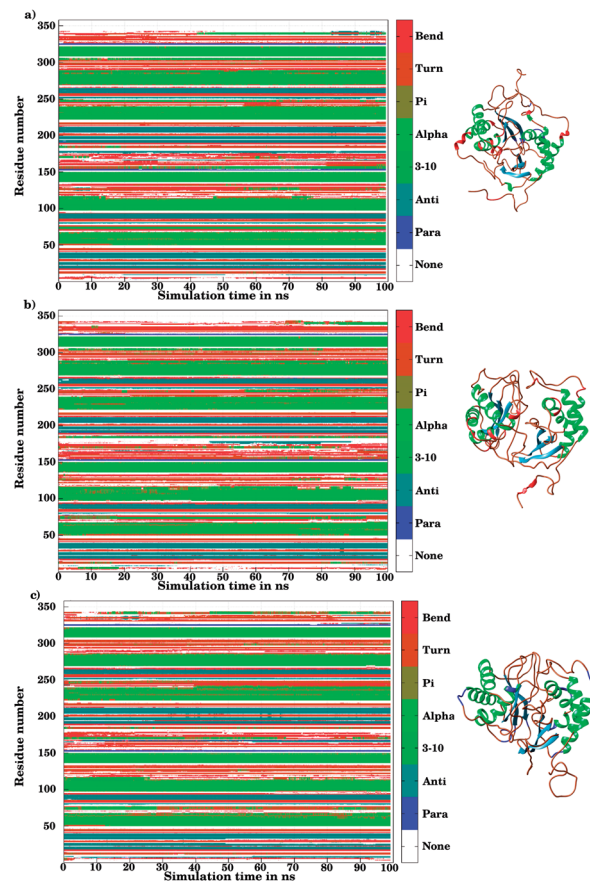 a)
350
300
250
200
150
100
50
Residue number
0 10 20 30 40 50 60 70 80 90 100
Simulation time in ns
Bend
Turn
Pi
Alpha
3-10
Anti
Para
None
b)
350
300
250
200
150
100
50
Residue number
0 10 20 30 40 50 60 70 80 90 100
Simulation time in ns
Bend
Turn
Pi
Alpha
3-10
Anti
Para
None
c)
350
300
250
200
150
100
50
Residue number
0 10 20 30 40 50 60 70 80 90 100
Simulation time in ns
Bend
Turn
Pi
Alpha
3-10
Anti
Para
None